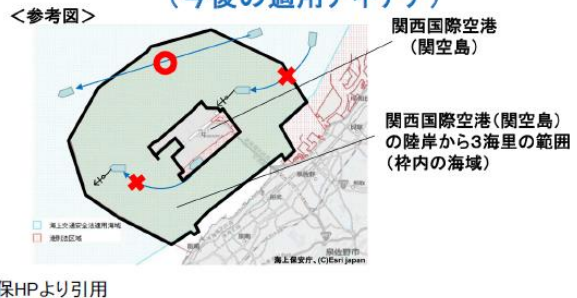 （今後の適用アイデア）
＜参考図＞
関西国際空港
（関空島）
関西国際空港（関空島）
の陸岸から3海里の範囲
（枠内の海域）
海上交通安全法適用海域
港則法区域
泉佐野市
海上保安庁、(C)Esri japan
保HPより引用